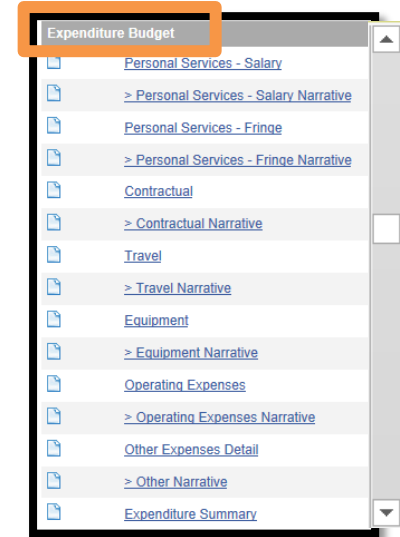 Expenditure Budget
Personal Services - Salary
> Personal Services - Salary Narrative
Personal Services - Fringe
> Personal Services - Fringe Narrative
Contractual
> Contractual Narrative
Travel
> Travel Narrative
Equipment
> Equipment Narrative
Operating Expenses
> Operating Expenses Narrative
Other Expenses Detail
> Other Narrative
Expenditure Summary